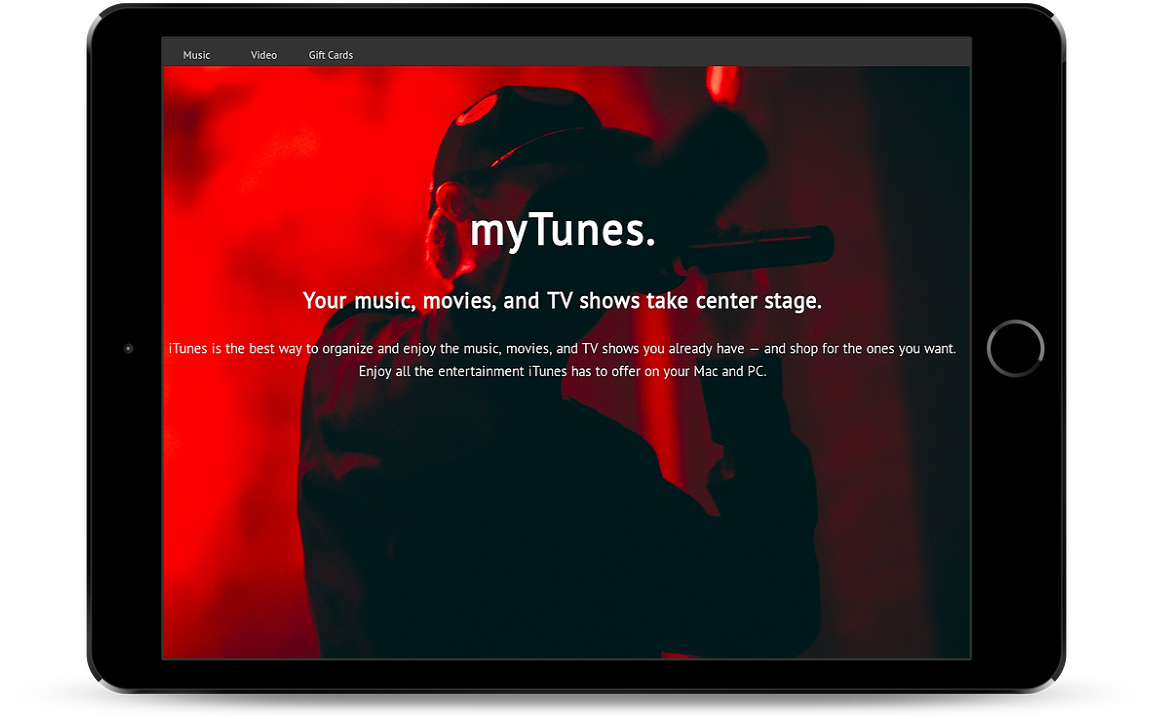 Music Video Gift Cards
myTunes.
Your music, movies, and TV shows take center stage.
iTunes is the best way to organize and enjoy the music, movies, and TV shows you already have — and shop for the ones you want.
Enjoy all the entertainment iTunes has to offer on your Mac and PC.